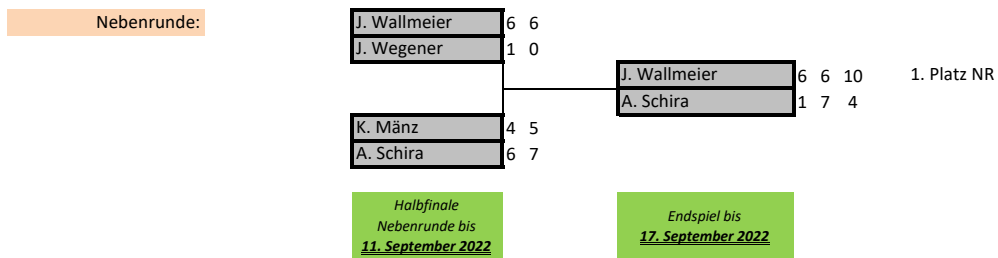 Nebenrunde:
J. Wallmeier 6 6
J. Wegener 1 0
J. Wallmeier 6 6 10 1. Platz NR
A. Schira 1 7 4
K. Mänz 4 5
A. Schira 6 7
Halbfinale
Nebenrunde bis
11. September 2022
Endspiel bis
17. September 2022